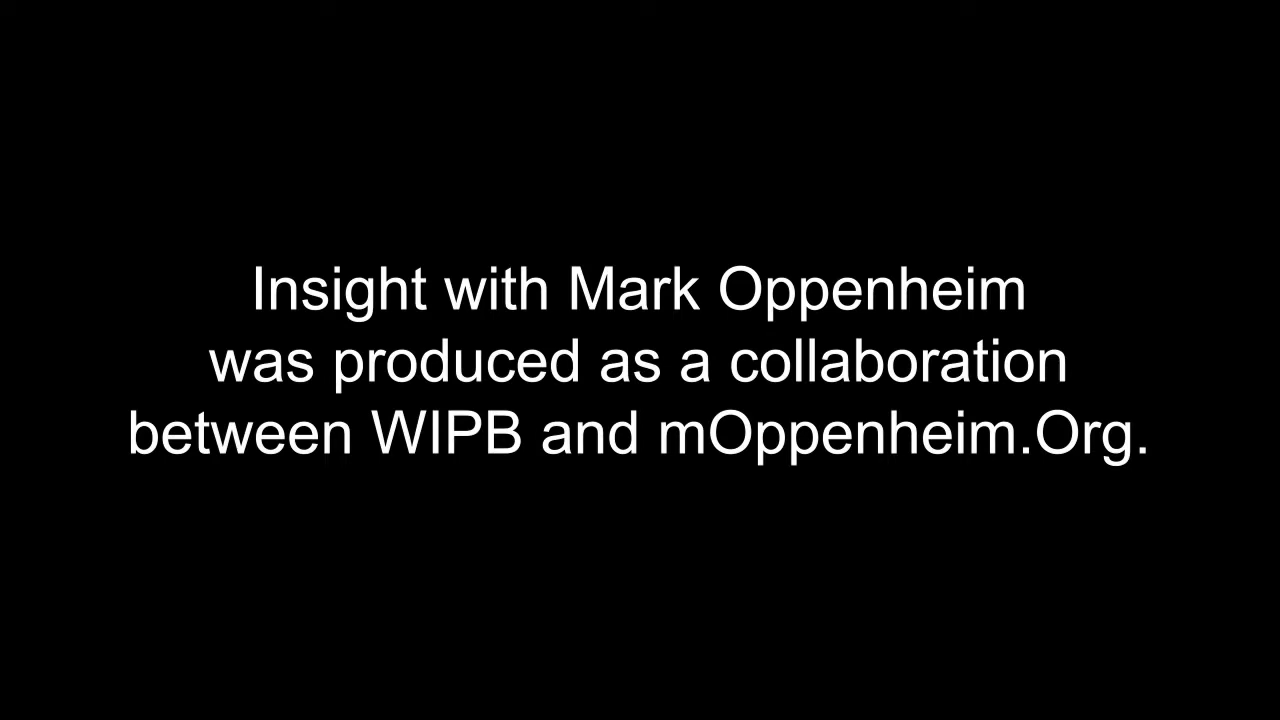 Insight with Mark Oppenheim
was produced as a collaboration
between WIPB and mOppenheim.Org.